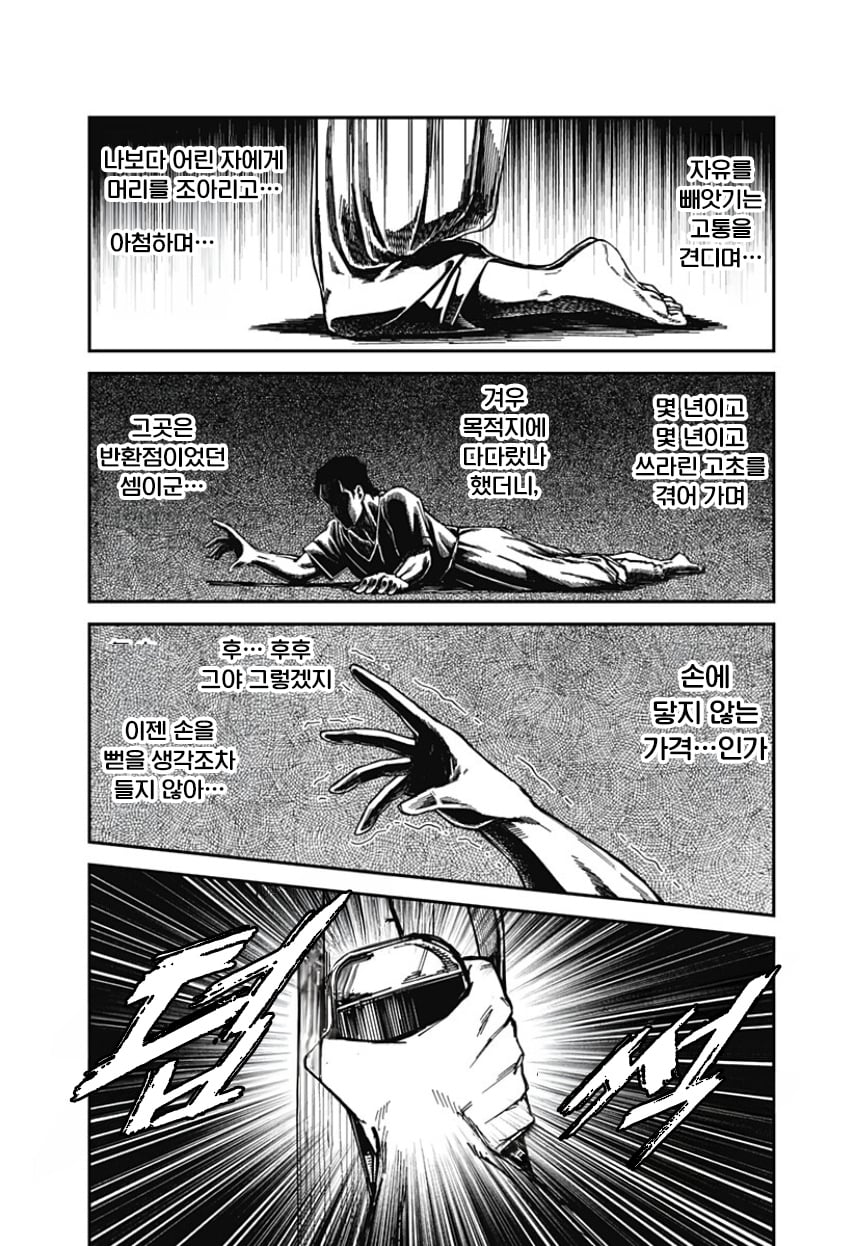 자유를
빼앗기는
고통을
견디며…
나보다 어린 자에게
머리를 조아리고…
아첨하며…
몇 년이고
몇 년이고
쓰라린 고초를
겪어 가며
겨우
목적지에
다다랐나
했더니,
그곳은
반환점이었던
셈이군…
손에
닿지 않는
가격…인가
후… 후후
그야 그렇겠지
이젠 손을
뻗을 생각조차
들지 않아…
텁
썩